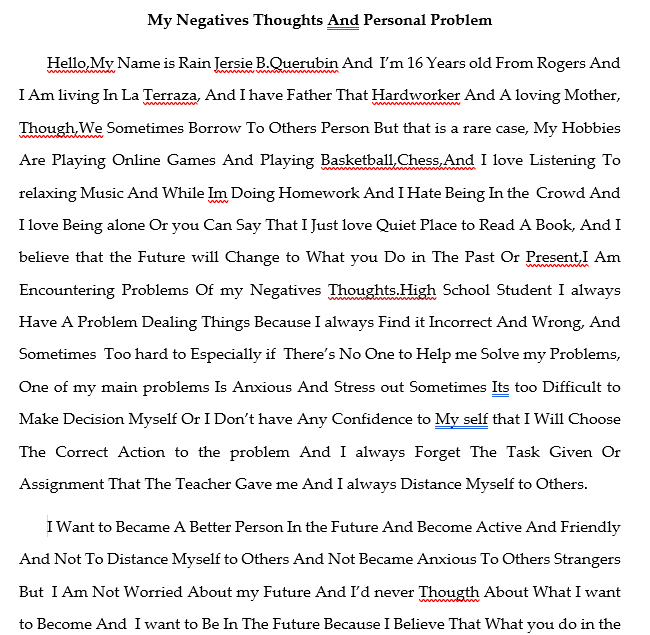 My Negatives Thoughts And Personal Problem
Hello,My Name is Rain Jersie B.Querubin And I’m 16 Years old From Rogers And
I Am living In La Terraza, And I have Father That Hardworker And A loving Mother,
Though,We Sometimes Borrow To Others Person But that is a rare case, My Hobbies
Are Playing Online Games And Playing Basketball,Chess,And I love Listening To
relaxing Music And While Im Doing Homework And I Hate Being In the Crowd And
I love Being alone Or you Can Say That I Just love Quiet Place to Read A Book, And I
believe that the Future will Change to What you Do in The Past Or Present,I Am
Encountering Problems Of my Negatives Thoughts.High School Student I always
Have A Problem Dealing Things Because I always Find it Incorrect And Wrong, And
Sometimes Too hard to Especially if There’s No One to Help me Solve my Problems,
One of my main problems Is Anxious And Stress out Sometimes Its too Difficult to
Make Decision Myself Or I Don’t have Any Confidence to My self that I Will Choose
The Correct Action to the problem And I always Forget The Task Given Or
Assignment That The Teacher Gave me And I always Distance Myself to Others.
I Want to Became A Better Person In the Future And Become Active And Friendly
And Not To Distance Myself to Others And Not Became Anxious To Others Strangers
But I Am Not Worried About my Future And I’d never Thougth About What I want
to Become And I want to Be In The Future Because I Believe That What you do in the